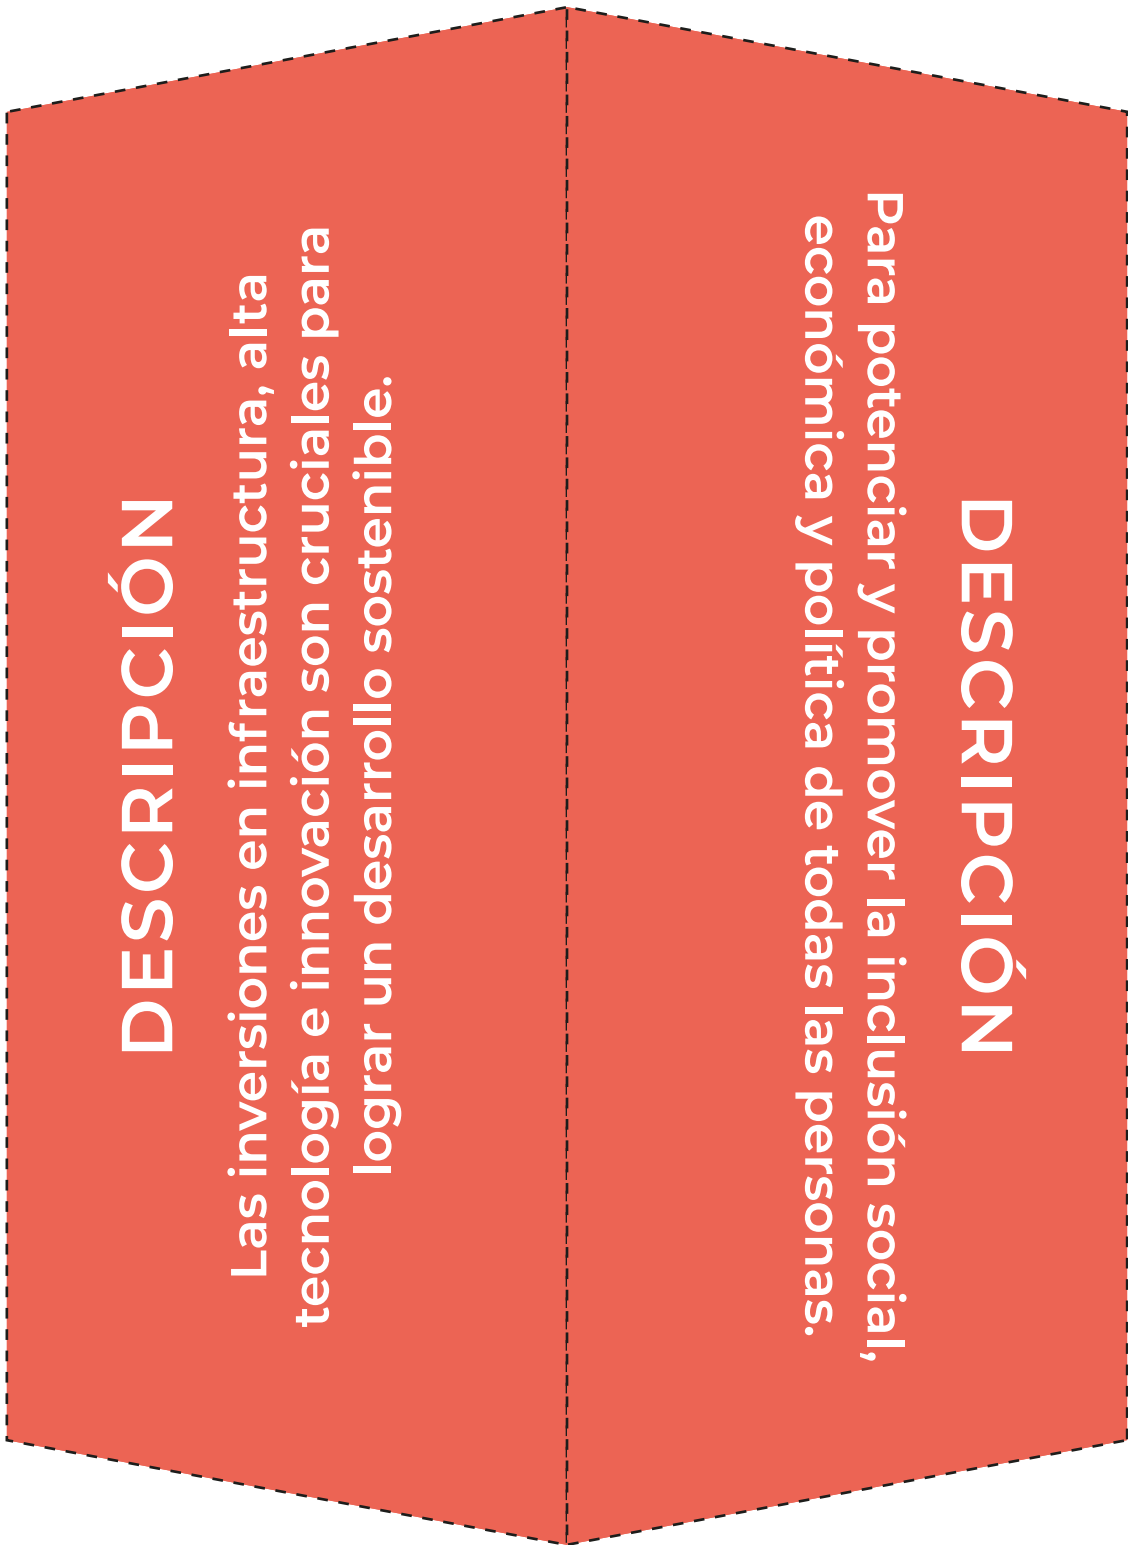 DESCRIPCIÓN
Las inversiones en infraestructura, alta
tecnología e innovación son cruciales para
lograr un desarrollo sostenible.
DESCRIPCIÓN
Para potenciar y promover la inclusión social,
económica y política de todas las personas.